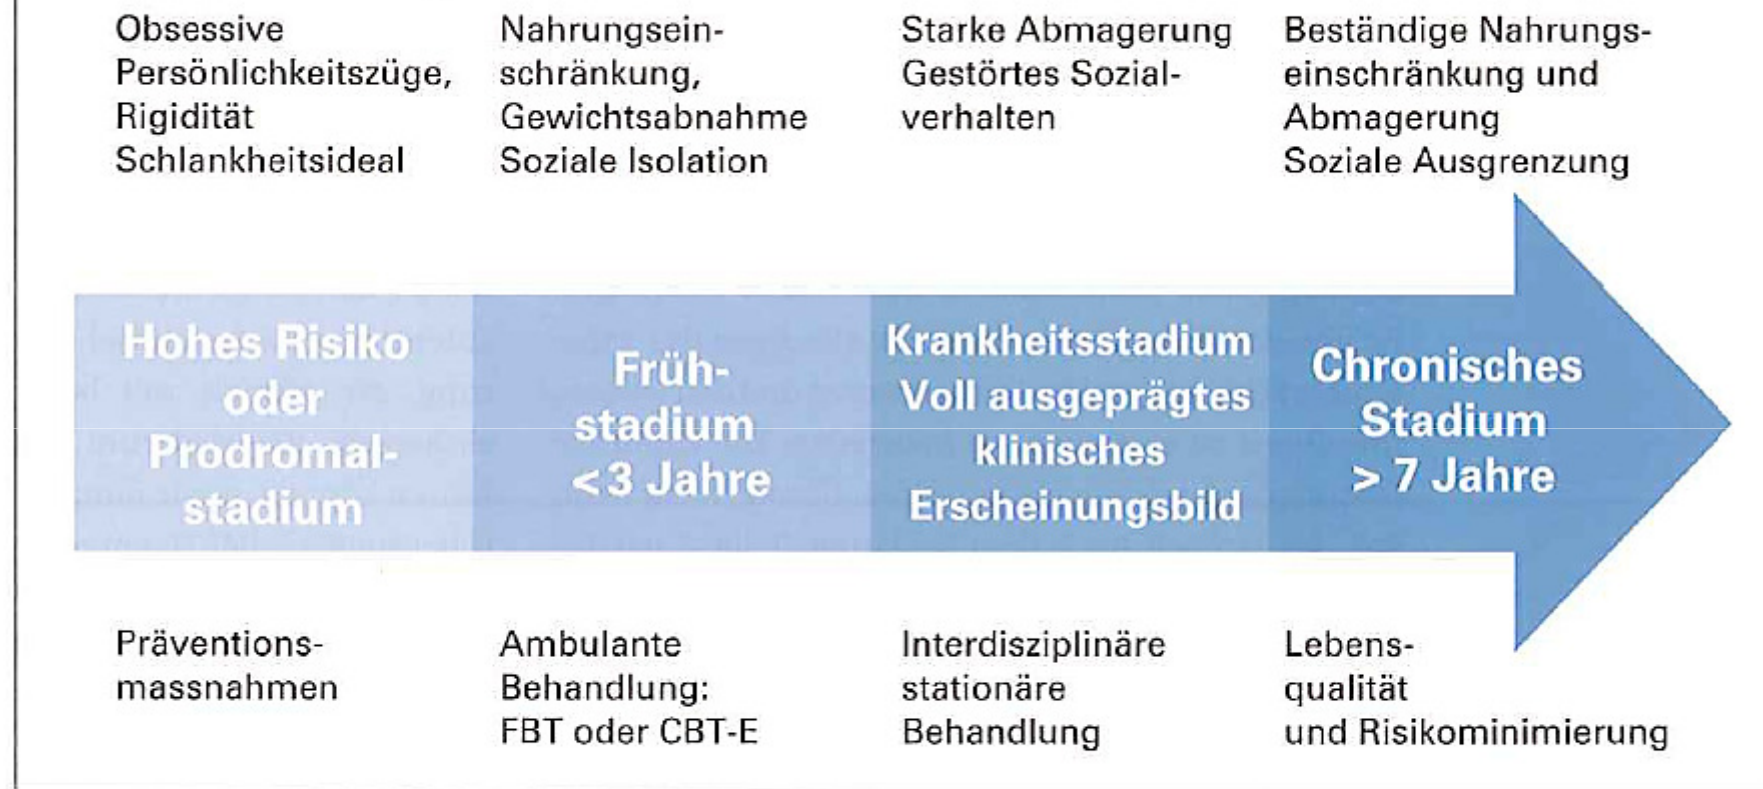 Obsessive
Persönlichkeitszüge,
Rigidität
Schlankheitsideal
Nahrungsein-
schränkung,
Gewichtsabnahme
Soziale Isolation
Starke Abmagerung
Gestörtes Sozial-
verhalten
Beständige Nahrungs-
einschränkung und
Abmagerung
Soziale Ausgrenzung
Hohes Risiko
oder
Prodromal-
stadium
Früh-
stadium
<3 Jahre
Krankheitsstadium
Voll ausgeprägtes
klinisches
Erscheinungsbild
Chronisches
Stadium
> 7 Jahre
Präventions-
massnahmen
Ambulante
Behandlung:
FBT oder CBT-E
Interdisziplinäre
stationäre
Behandlung
Lebens-
qualität
und Risikominimierung